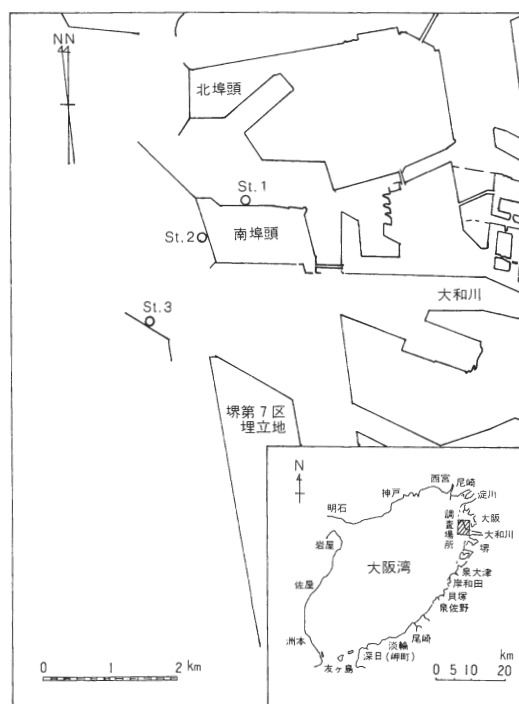 NN
北埠頭
St.1
St.2
南埠頭
大和川
St.3
堺第7区
埋立地
0 1 2 km
N
西宮
尼崎
淀川
神戸
明石
調査場所
大阪
大和川
堺
岩屋
大阪湾
泉大津
岸和田
貝塚
泉佐野
佐屋
尾崎
淡輪
深日(岬町)
洲本
友ヶ島
0 5 10 20
km